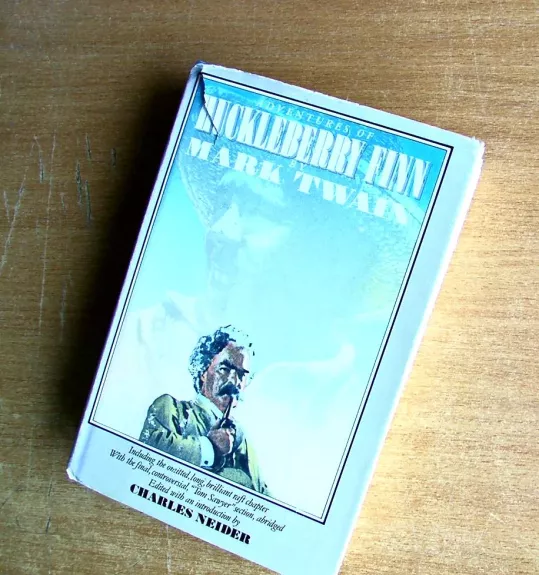 ADVENTURES OF
HUCKLEBERRY FINN
MARK TWAIN
Including the omitted, long, brilliant raft chapter
With the final, controversial, "Tom Sawyer" section, abridged
Edited with an introduction by
CHARLES NEIDER